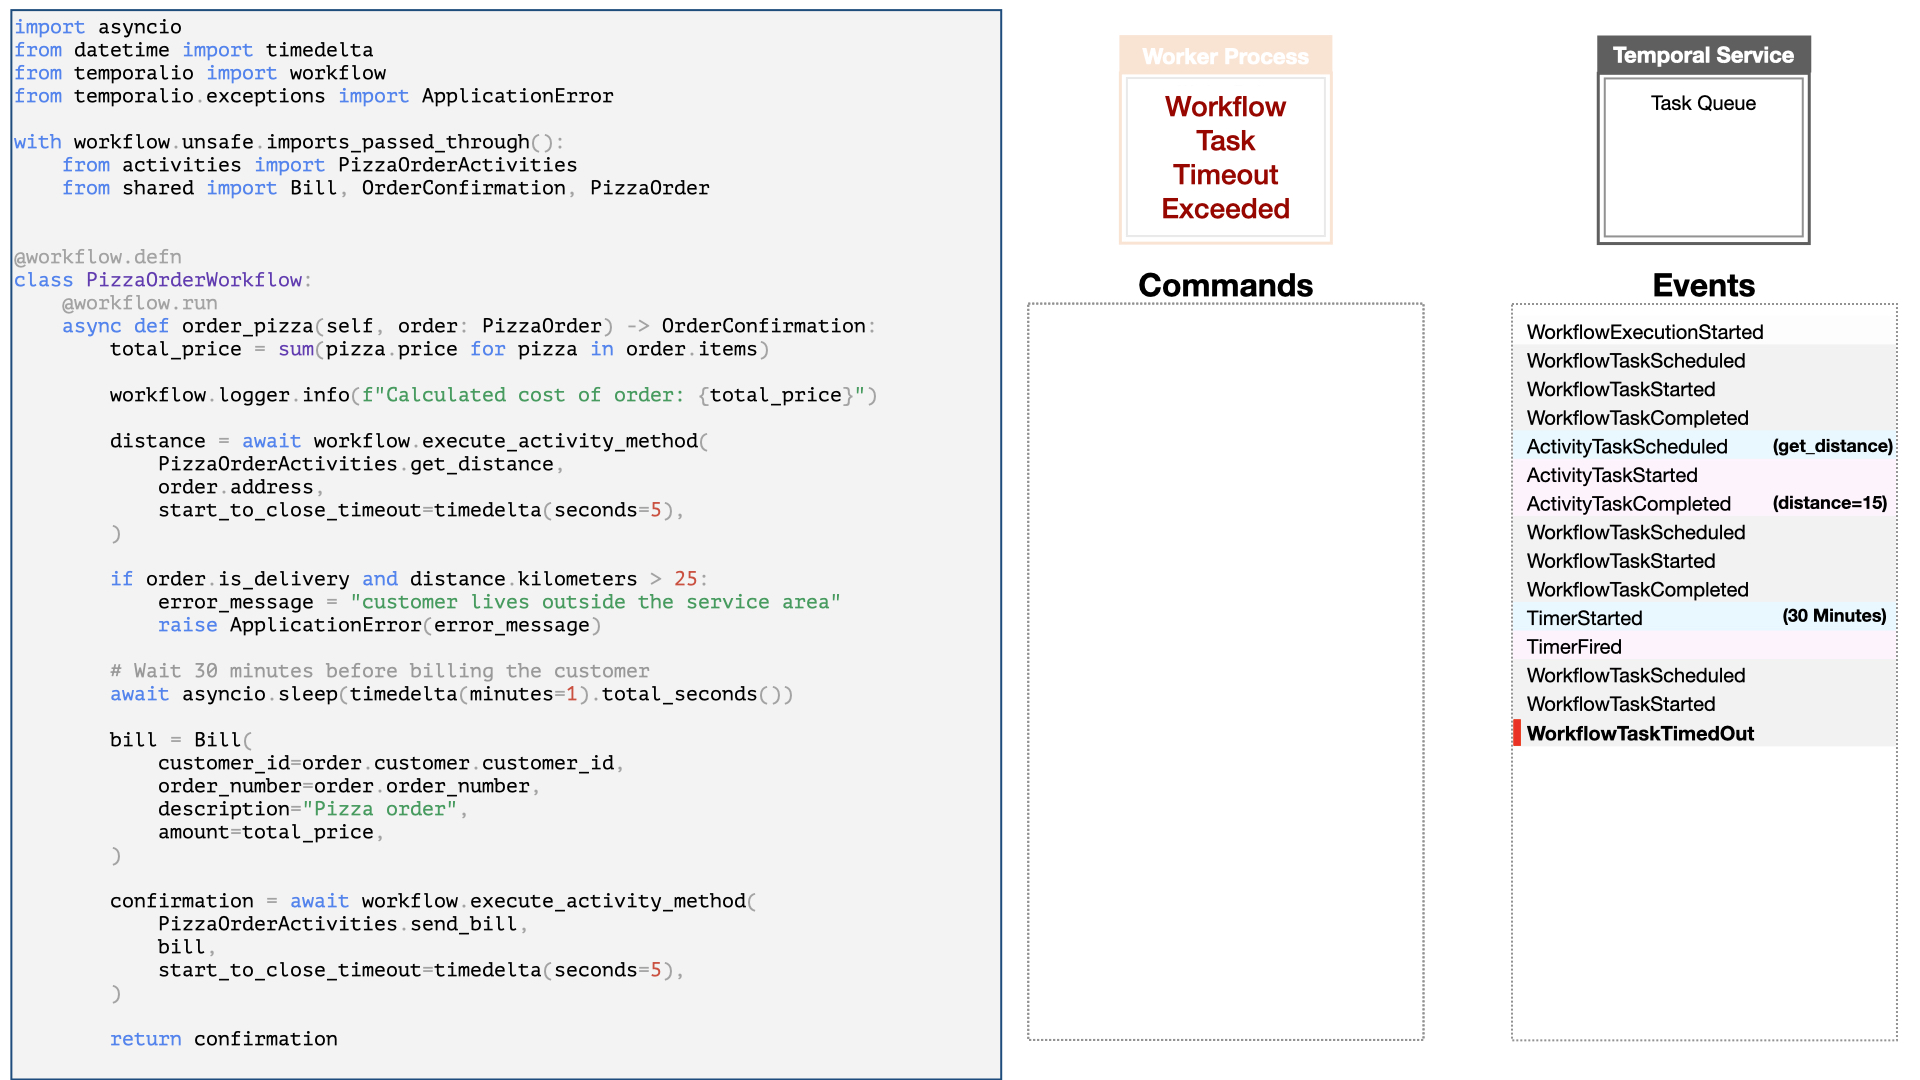 import asyncio
from datetime import timedelta
from temporalio import workflow
from temporalio.exceptions import ApplicationError

with workflow.unsafe.imports_passed_through():
    from activities import PizzaOrderActivities
    from shared import Bill, OrderConfirmation, PizzaOrder


@workflow.defn
class PizzaOrderWorkflow:
    @workflow.run
    async def order_pizza(self, order: PizzaOrder) -> OrderConfirmation:
        total_price = sum(pizza.price for pizza in order.items)

        workflow.logger.info(f"Calculated cost of order: {total_price}")

        distance = await workflow.execute_activity_method(
            PizzaOrderActivities.get_distance,
            order.address,
            start_to_close_timeout=timedelta(seconds=5),
        )

        if order.is_delivery and distance.kilometers > 25:
            error_message = "customer lives outside the service area"
            raise ApplicationError(error_message)

        # Wait 30 minutes before billing the customer
        await asyncio.sleep(timedelta(minutes=1).total_seconds())

        bill = Bill(
            customer_id=order.customer.customer_id,
            order_number=order.order_number,
            description="Pizza order",
            amount=total_price,
        )

        confirmation = await workflow.execute_activity_method(
            PizzaOrderActivities.send_bill,
            bill,
            start_to_close_timeout=timedelta(seconds=5),
        )

        return confirmation

Worker Process
Workflow
Task
Timeout
Exceeded
Commands
Temporal Service
Task Queue
Events
WorkflowExecutionStarted
WorkflowTaskScheduled
WorkflowTaskStarted
WorkflowTaskCompleted
ActivityTaskScheduled (get_distance)
ActivityTaskStarted
ActivityTaskCompleted (distance=15)
WorkflowTaskScheduled
WorkflowTaskStarted
WorkflowTaskCompleted
TimerStarted (30 Minutes)
TimerFired
WorkflowTaskScheduled
WorkflowTaskStarted
WorkflowTaskTimedOut